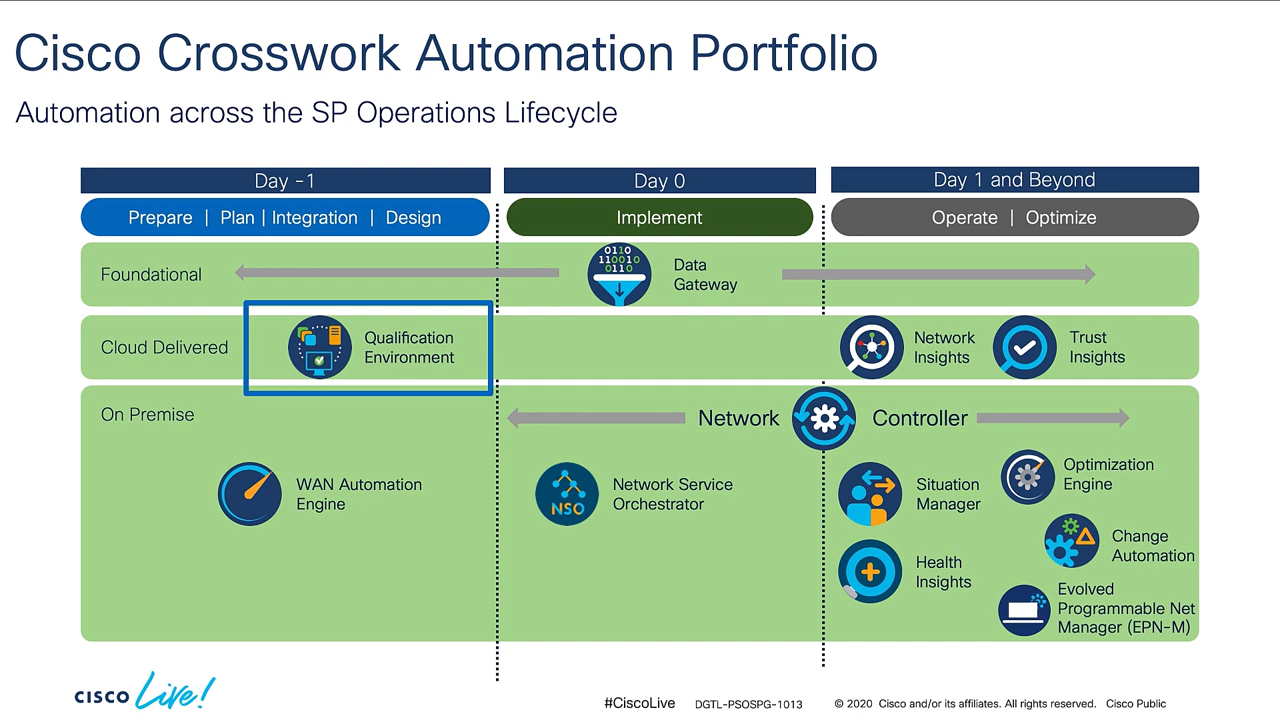 Cisco Crosswork Automation Portfolio
Automation across the SP Operations Lifecycle
Day -1
Day 0
Day 1 and Beyond
Prepare | Plan | Integration | Design
Implement
Operate | Optimize
Foundational
0110
110010
0110
Data
Gateway
Cloud Delivered
Qualification
Environment
Network
Insights
Trust
Insights
On Premise
Network
Controller
WAN Automation
Engine
NSO
Network Service
Orchestrator
Situation
Manager
Optimization
Engine
Change
Automation
Health
Insights
Evolved
Programmable Net
Manager (EPN-M)
CISCO Live!
#CiscoLive
DGTL-PSOSPG-1013
© 2020 Cisco and/or its affiliates. All rights reserved. Cisco Public